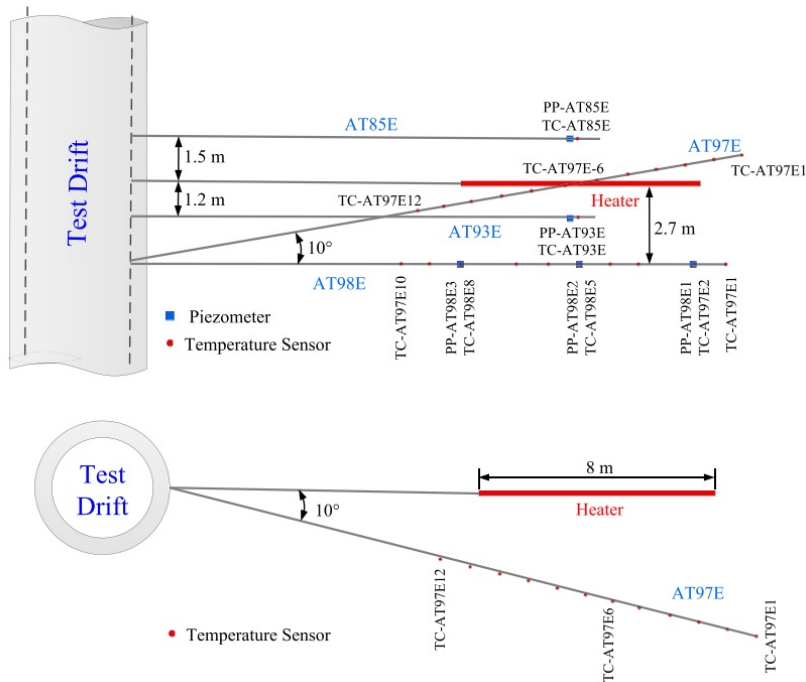 Test Drift
PP-AT85E
TC-AT85E
AT85E
AT97E
1.5 m
TC-AT97E-6
TC-AT97E1
1.2 m
TC-AT97E12
Heater
AT93E
PP-AT93E
TC-AT93E
2.7 m
10°
AT98E
TC-AT97E10
PP-AT98E3
TC-AT98E8
PP-AT98E2
TC-AT98E5
PP-AT98E1
TC-AT97E2
TC-AT97E1
Piezometer
Temperature Sensor
Test
Drift
8 m
10°
Heater
TC-AT97E12
AT97E
TC-AT97E6
TC-AT97E1
Temperature Sensor